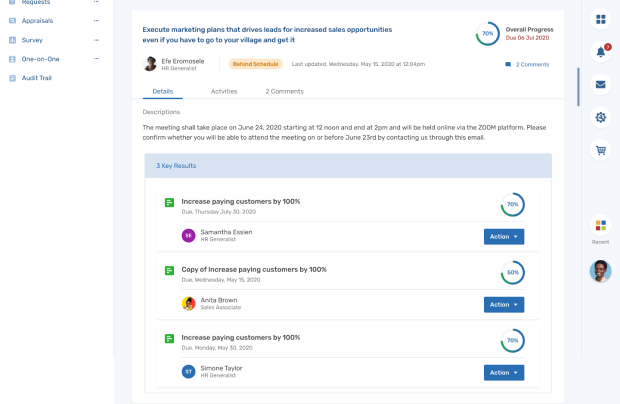 Requests
Appraisals
Survey
One-on-One
Audit Trail
Execute marketing plans that drives leads for increased sales opportunities
even if you have to go to your village and get it
70%
Overall Progress
Due 06 Jul 2020
Efe Eromosele
HR Generalist
Behind Schedule
Last updated, Wednesday, May 15, 2020 at 12:04pm
2 Comments
Details
Activities
2 Comments
Descriptions
The meeting shall take place on June 24, 2020 starting at 12 noon and end at 2pm and will be held online via the ZOOM platform. Please
confirm whether you will be able to attend the meeting on or before June 23rd by contacting us through this email.
3 Key Results
Increase paying customers by 100%
Due, Thursday July 30, 2020
70%
SE
Samantha Essien
HR Generalist
Action
Copy of Increase paying customers by 100%
Due, Wednesday, May 15, 2020
50%
Anita Brown
Sales Associate
Action
Increase paying customers by 100%
Due, Monday, May 30, 2020
70%
ST
Simone Taylor
HR Generalist
Action
Recent